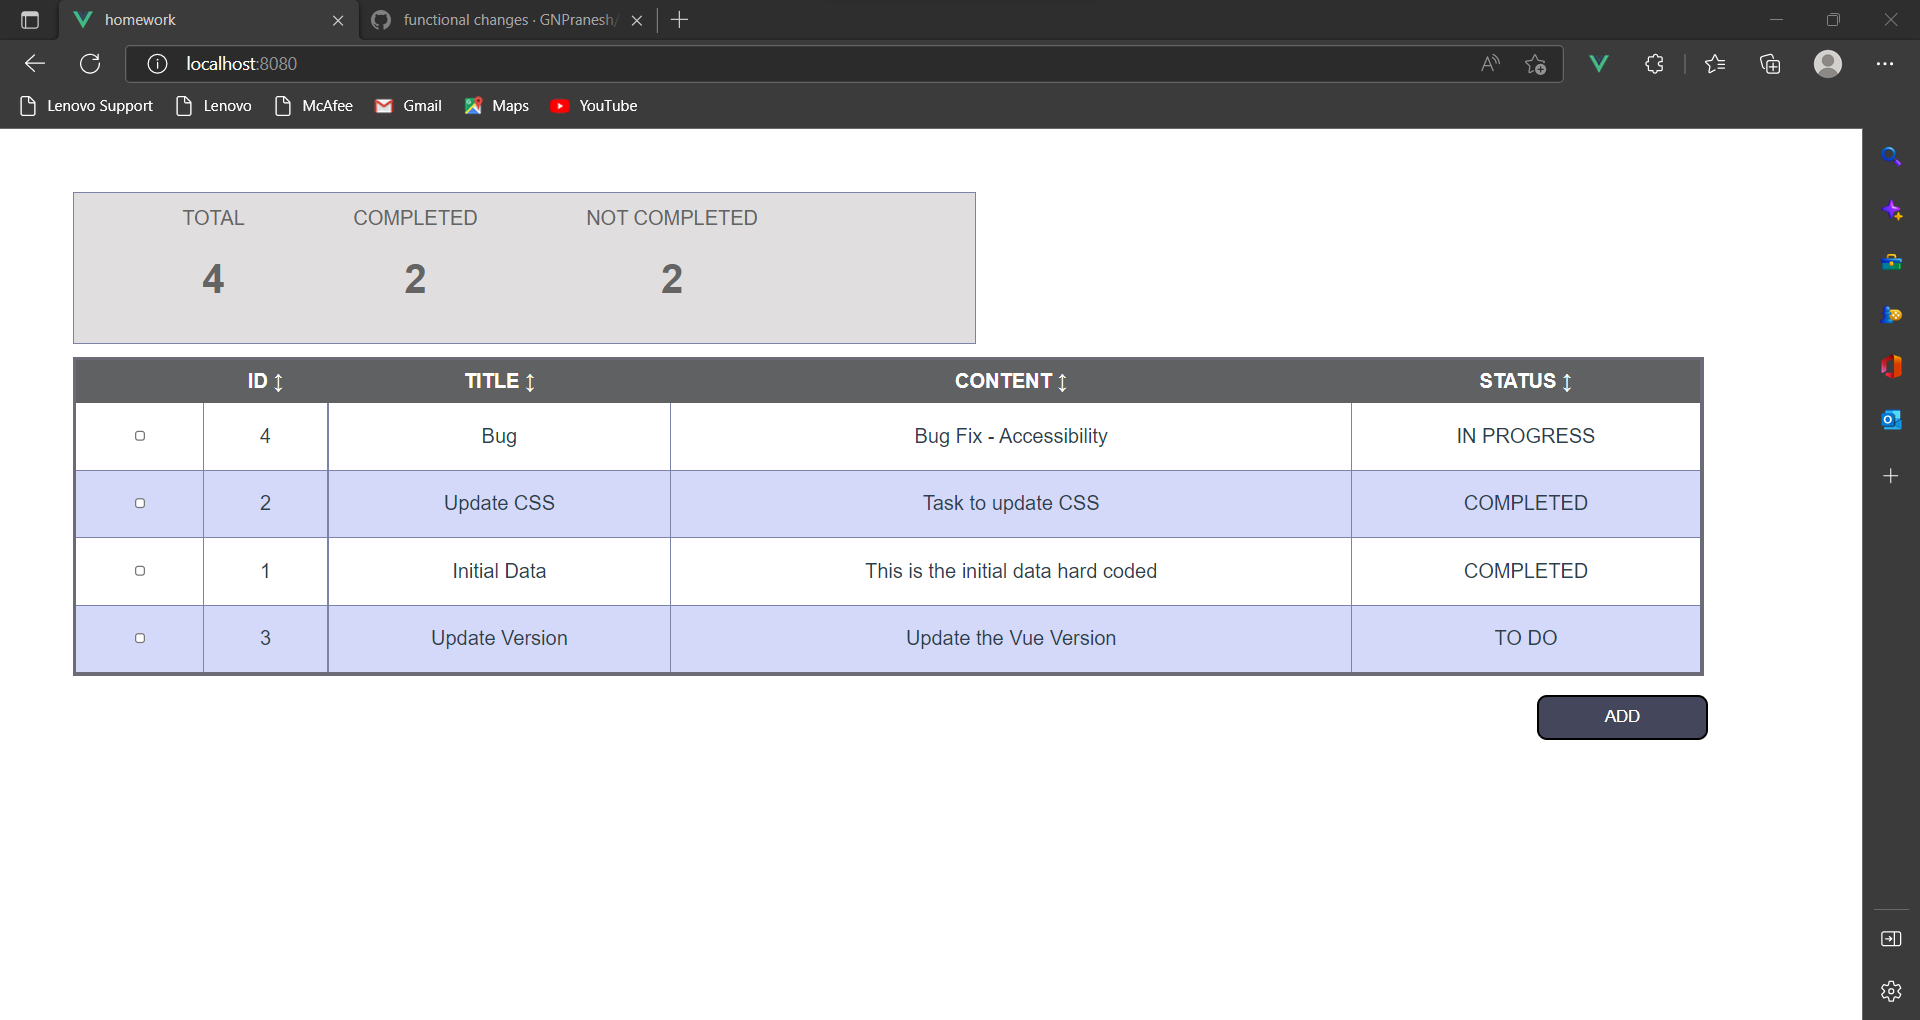 homework
functional changes · GNPranesh/
localhost:8080
Lenovo Support Lenovo McAfee Gmail Maps YouTube
TOTAL COMPLETED NOT COMPLETED
4 2 2
ID↕ TITLE↕ CONTENT↕ STATUS↕
4 Bug Bug Fix - Accessibility IN PROGRESS
2 Update CSS Task to update CSS COMPLETED
1 Initial Data This is the initial data hard coded COMPLETED
3 Update Version Update the Vue Version TO DO
ADD